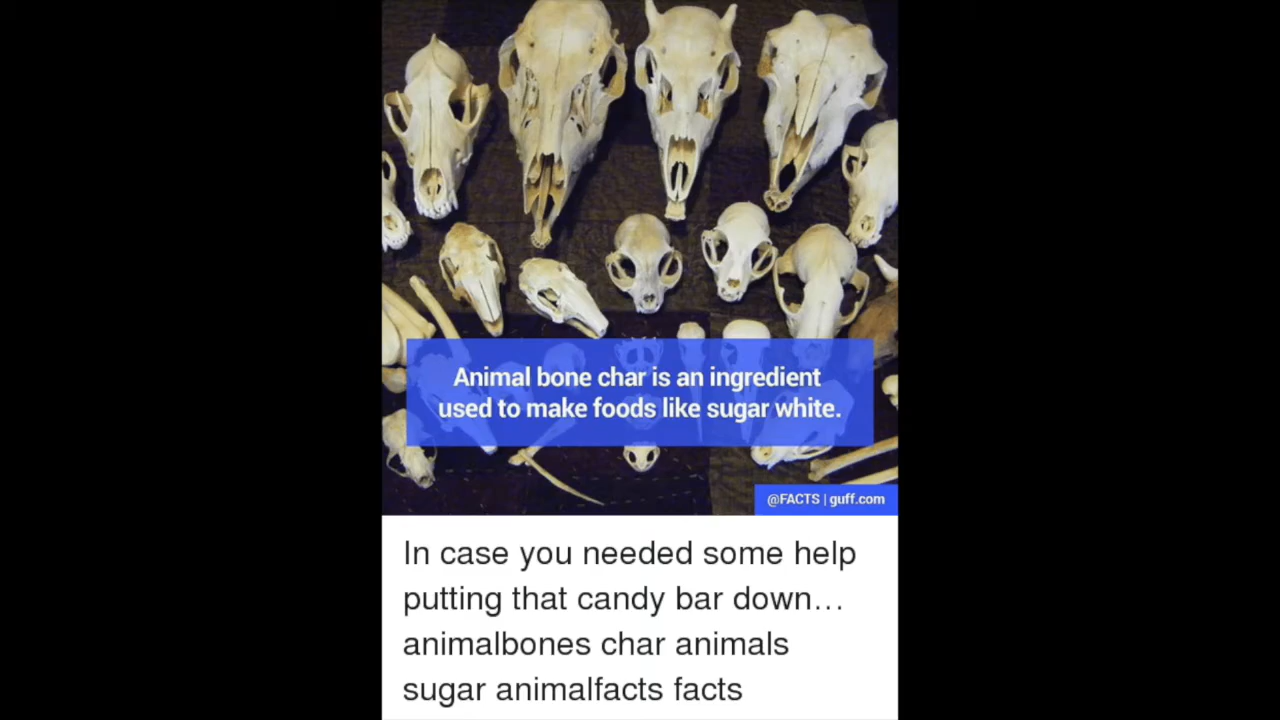 Animal bone char is an ingredient
used to make foods like sugar white.
@FACTS | guff.com
In case you needed some help
putting that candy bar down…
animalbones char animals
sugar animalfacts facts